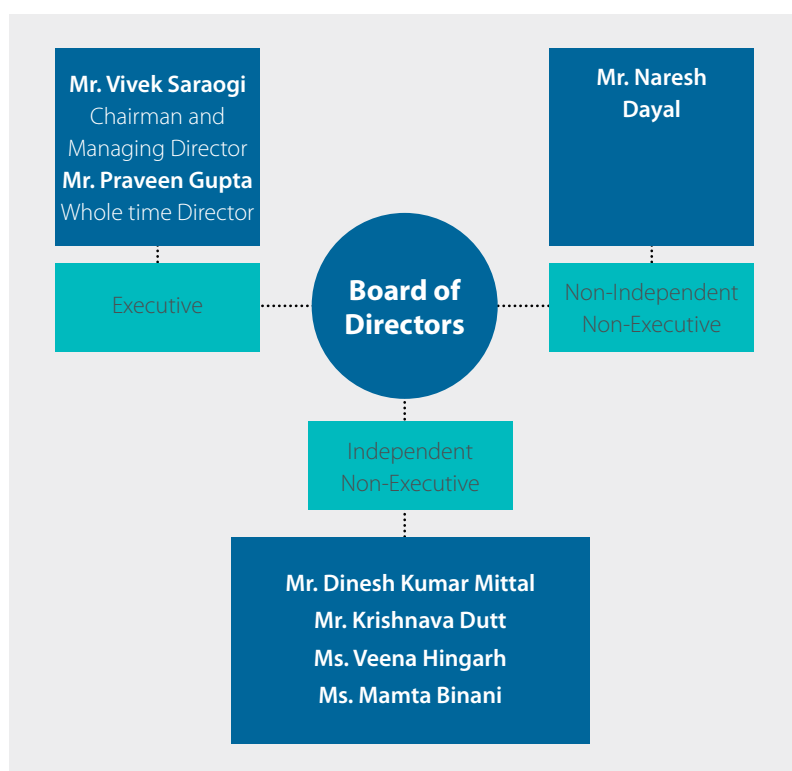 Mr. Vivek Saraogi
Chairman and
Managing Director
Mr. Praveen Gupta
Whole time Director
Executive
Mr. Naresh
Dayal
Non-Independent
Non-Executive
Board of
Directors
Independent
Non-Executive
Mr. Dinesh Kumar Mittal
Mr. Krishnava Dutt
Ms. Veena Hingarh
Ms. Mamta Binani